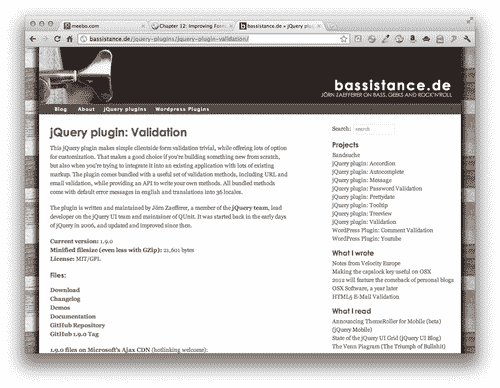 meebo.com
Chapter 12: Improving Form
bassistance.de » jQuery plug
bassistance.de/jquery-plugins/jquery-plugin-validation/
bassistance.de
JÖRN ZAEFFERER ON BASS, GEEKS AND ROCK'N'ROLL
Blog About jQuery plugins Wordpress Plugins
jQuery plugin: Validation
This jQuery plugin makes simple clientside form validation trivial, while offering lots of option
for customization. That makes a good choice if you're building something new from scratch,
but also when you're trying to integrate it into an existing application with lots of existing
markup. The plugin comes bundled with a useful set of validation methods, including URL and
email validation, while providing an API to write your own methods. All bundled methods
come with default error messages in english and translations into 36 locales.
The plugin is written and maintained by Jörn Zaefferer, a member of the jQuery team, lead
developer on the jQuery UI team and maintainer of QUnit. It was started back in the early days
of jQuery in 2006, and updated and improved since then.
Current version: 1.9.0
Minified filesize (even less with GZip): 21,601 bytes
License: MIT/GPL
Files:
Download
Changelog
Demos
Documentation
GitHub Repository
GitHub 1.9.0 Tag
1.9.0 files on Microsoft's Ajax CDN (hotlinking welcome):
Search: search
Projects
Bandsuche
jQuery plugin: Accordion
jQuery plugin: Autocomplete
jQuery plugin: Message
jQuery plugin: Password Validation
jQuery plugin: Prettydate
jQuery plugin: Tooltip
jQuery plugin: Treeview
jQuery plugin: Validation
WordPress Plugin: Comment Validation
WordPress Plugin: Youtube
What I wrote
Notes from Velocity Europe
Making the capslock key useful on OSX
2012 will feature the comeback of personal blogs
OSX Software, a year later
HTML5 E-Mail Validation
What I read
Announcing ThemeRoller for Mobile (beta)
(jQuery Mobile)
State of the jQuery UI Grid (jQuery UI Blog)
The Venn Piagram (The Triumph of Bullshit)